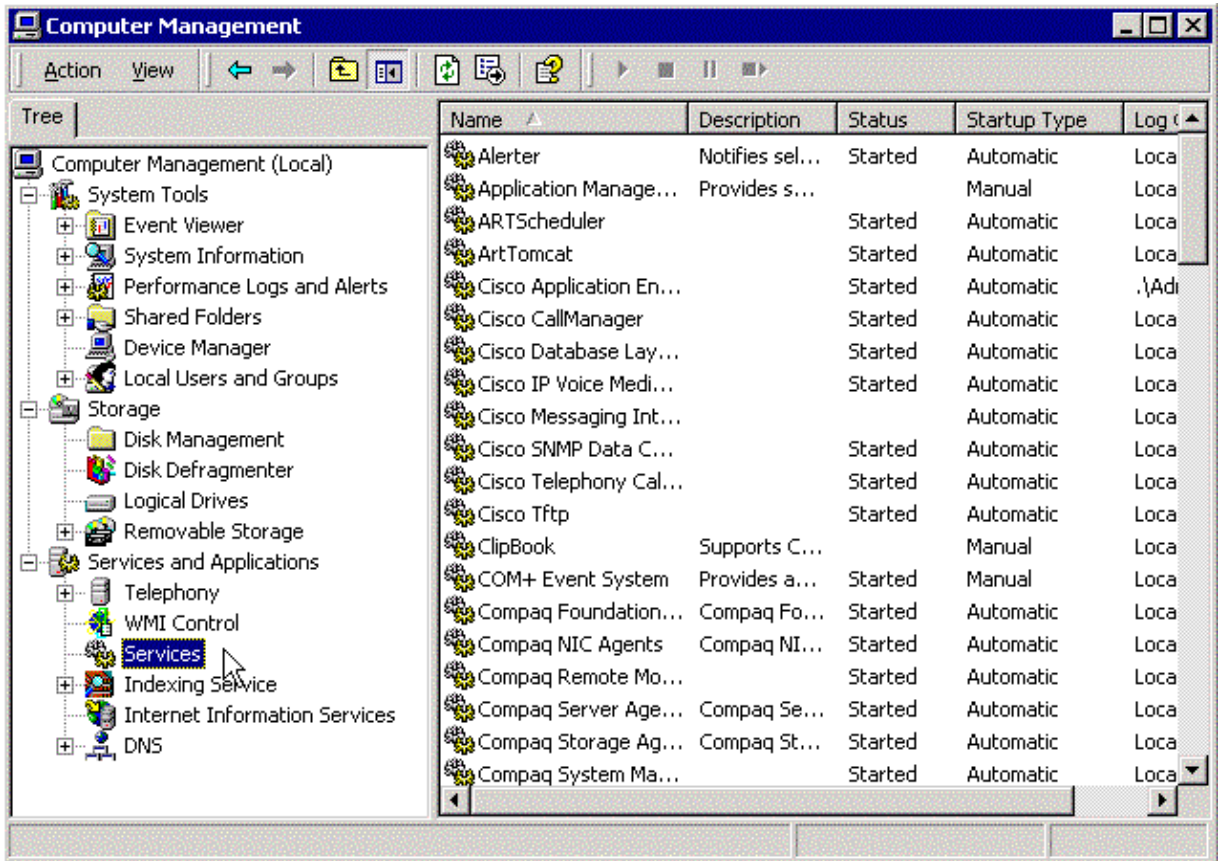 Computer Management
Action View
Tree
Computer Management (Local)
System Tools
Event Viewer
System Information
Performance Logs and Alerts
Shared Folders
Device Manager
Local Users and Groups
Storage
Disk Management
Disk Defragmenter
Logical Drives
Removable Storage
Services and Applications
Telephony
WMI Control
Services
Indexing Service
Internet Information Services
DNS
Name Description Status Startup Type Log
Alerter Notifies sel... Started Automatic Loca
Application Manage... Provides s... Manual Loca
ARTScheduler Started Automatic Loca
ArtTomcat Started Automatic Loca
Cisco Application En... Started Automatic .\Adı
Cisco CallManager Started Automatic Loca
Cisco Database Lay... Started Automatic Loca
Cisco IP Voice Medi... Started Automatic Loca
Cisco Messaging Int... Automatic Loca
Cisco SNMP Data C... Started Automatic Loca
Cisco Telephony Cal... Started Automatic Loca
Cisco Tftp Started Automatic Loca
ClipBook Supports C... Manual Loca
COM+ Event System Provides a... Started Manual Loca
Compaq Foundation... Compaq Fo... Started Automatic Loca
Compaq NIC Agents Compaq NI... Started Automatic Loca
Compaq Remote Mo... Started Automatic Loca
Compaq Server Age... Compaq Se... Started Automatic Loca
Compaq Storage Ag... Compaq St... Started Automatic Loca
Compaq System Ma... Started Automatic Loca